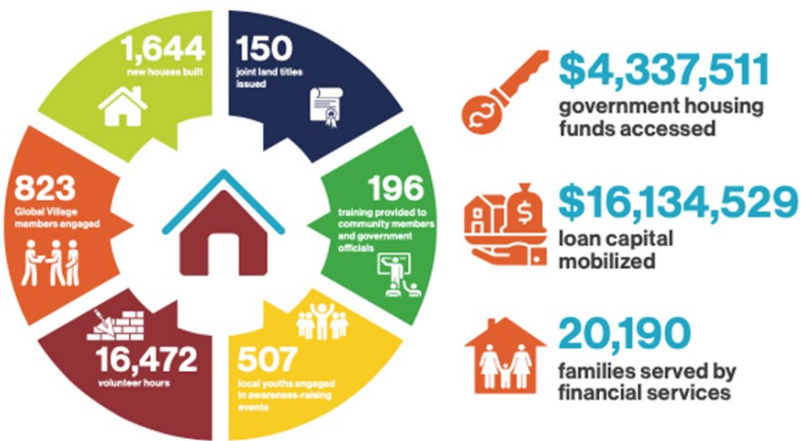 1,644
new houses built
150
joint land titles
issued
823
Global Village
members engaged
196
training provided to
community members
and government
officials
16,472
volunteer hours
507
local youths engaged
in awareness-raising
events
$4,337,511
government housing
funds accessed
$16,134,529
loan capital
mobilized
20,190
families served by
financial services